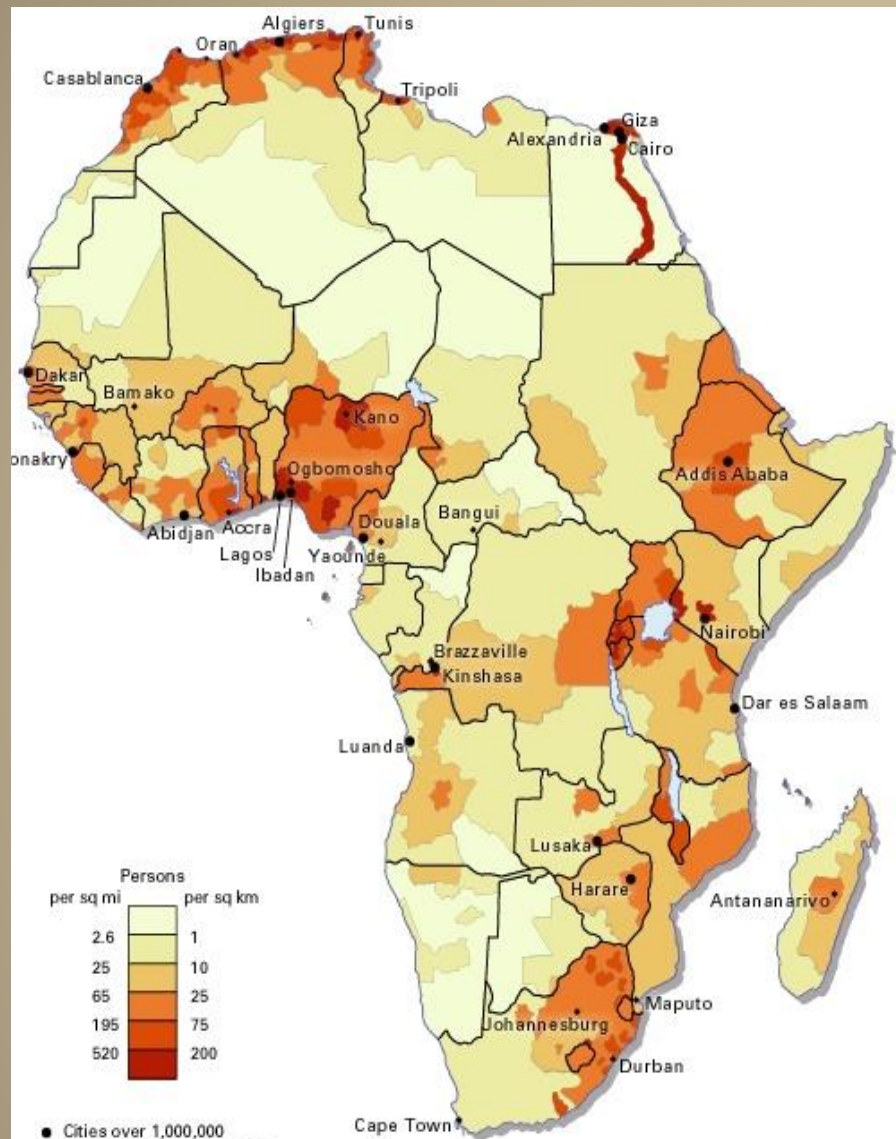 Tunis
Algiers
Oran
Casablanca
Tripoli
Giza
Alexandria
Cairo
Dakar
Bamako
Kano
onakry
Ogbomosho
Addis Ababa
Douala
Bangui
Abidjan
Accra
Lagos
Yaounde
Ibadan
Nairobi
Brazzaville
Kinshasa
Dar es Salaam
Luanda
Lusaka
Harare
Antananarivo
Maputo
Johannesburg
Durban
Cape Town
Persons
per sq mi per sq km
2.6 1
25 10
65 25
195 75
520 200
Cities over 1,000,000